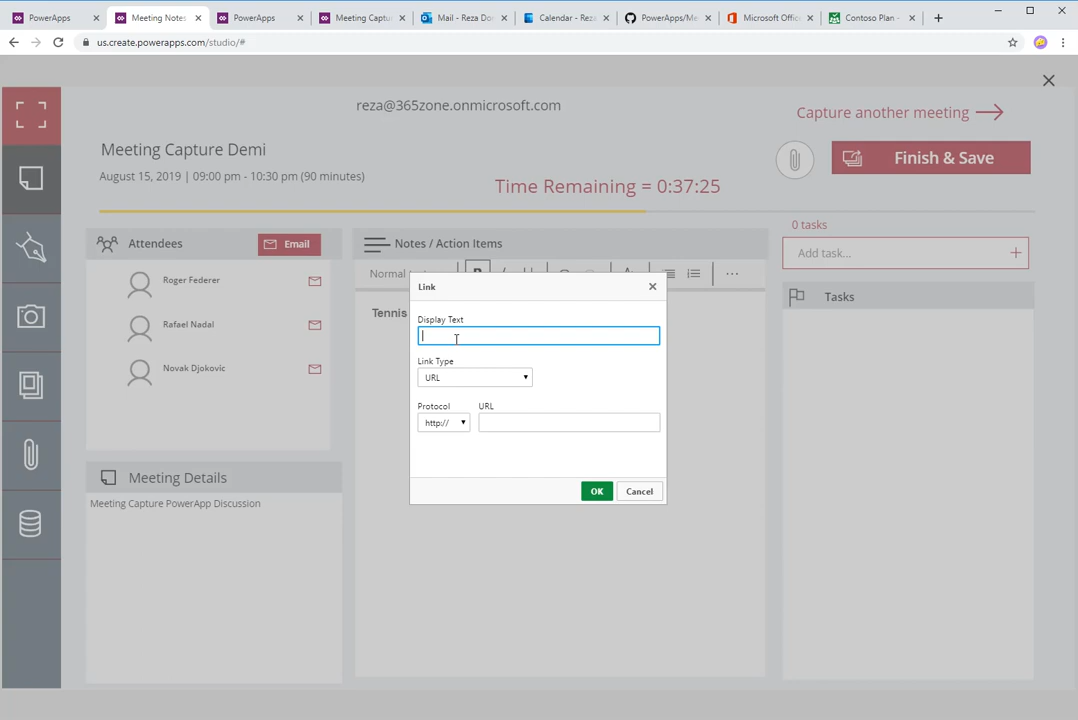 PowerApps
Meeting Notes
PowerApps
Meeting Captu
Mail - Reza Do
Calendar - Rez
PowerApps/Me
Microsoft Offic
Contoso Plan -
us.create.powerapps.com/studio/#
reza@365zone.onmicrosoft.com
Capture another meeting
Meeting Capture Demi
Finish & Save
August 15, 2019 | 09:00 pm - 10:30 pm (90 minutes)
Time Remaining = 0:37:25
0 tasks
Attendees
Email
Notes / Action Items
Add task...
Normal
Roger Federer
Rafael Nadal
Novak Djokovic
Tennis
Tasks
Link
Display Text
Link Type
URL
Protocol
URL
http://
OK
Cancel
Meeting Details
Meeting Capture PowerApp Discussion